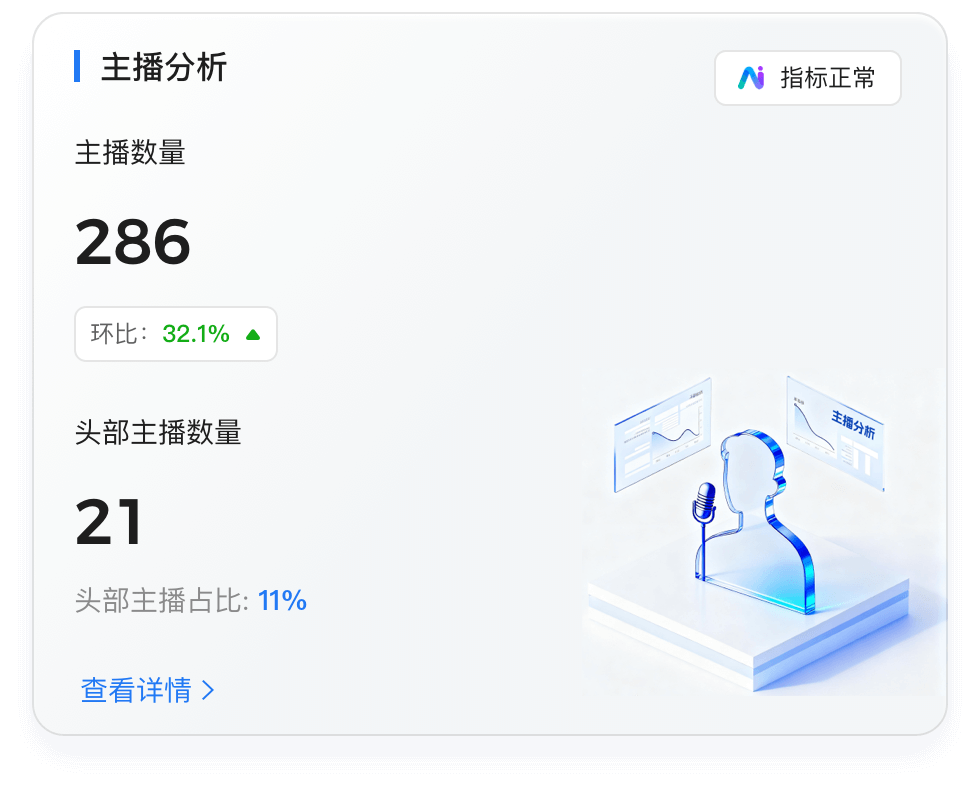 主播分析
指标正常
主播数量
286
环比: 32.1%
头部主播数量
21
头部主播占比: 11%
查看详情
主播分析